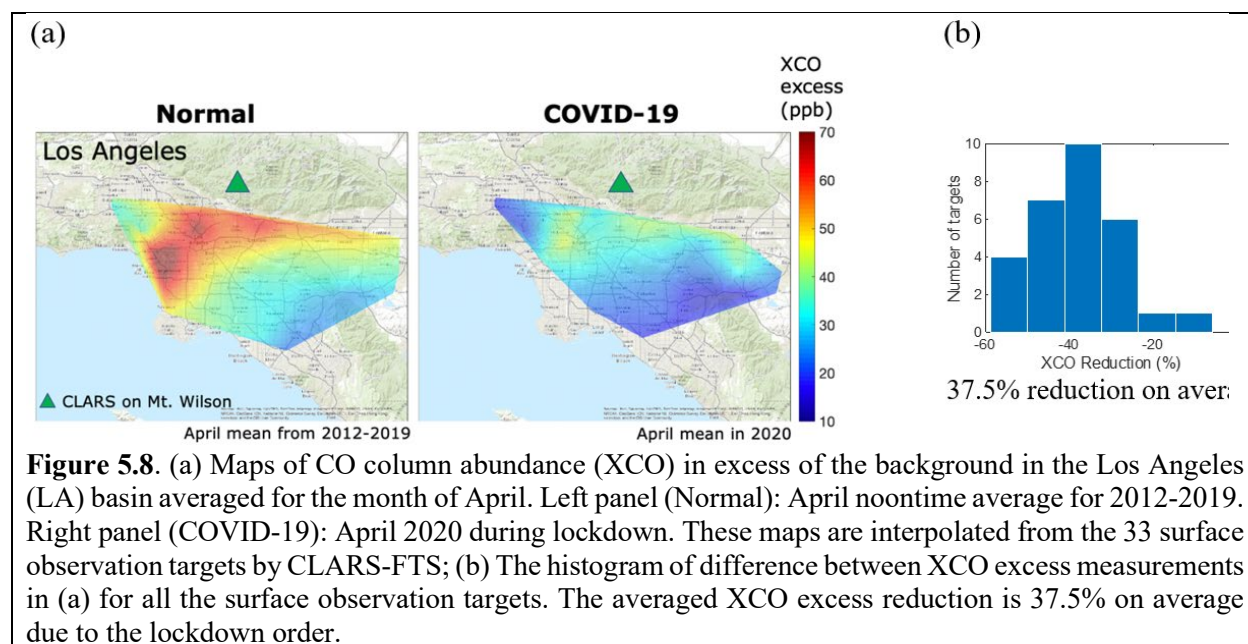 (a)
(b)
XCO
excess
(ppb)
Normal
COVID-19
Los Angeles
70
60
50
40
30
20
10
CLARS on Mt. Wilson
April mean from 2012-2019
April mean in 2020
Number of targets
10
8
6
4
2
0
-60
-40
-20
XCO Reduction (%)
37.5% reduction on avera
Figure 5.8. (a) Maps of CO column abundance (XCO) in excess of the background in the Los Angeles
(LA) basin averaged for the month of April. Left panel (Normal): April noontime average for 2012-2019.
Right panel (COVID-19): April 2020 during lockdown. These maps are interpolated from the 33 surface
observation targets by CLARS-FTS; (b) The histogram of difference between XCO excess measurements
in (a) for all the surface observation targets. The averaged XCO excess reduction is 37.5% on average
due to the lockdown order.